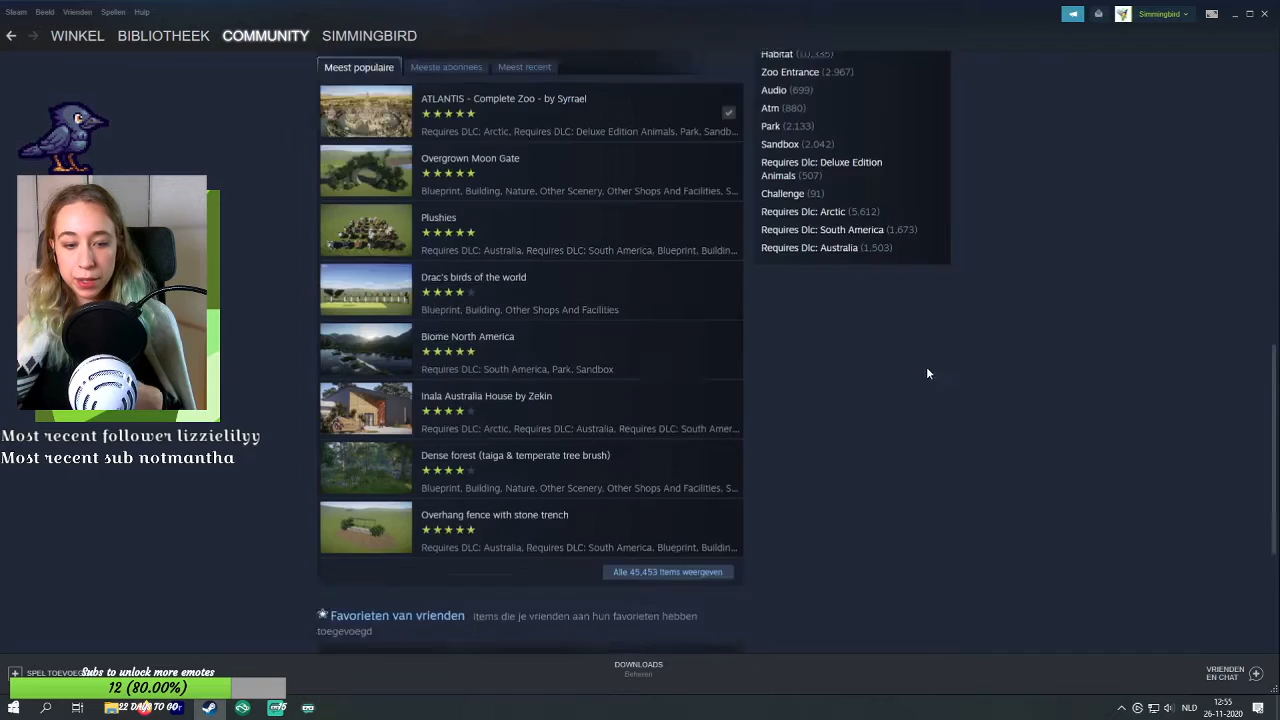 Steam Beeld Vrienden Spellen Hulp
Simmingbird
WINKEL BIBLIOTHEEK COMMUNITY SIMMINGBIRD
Meest populaire Meeste abonnees Meest recent
ATLANTIS - Complete Zoo - by Syrrael
Requires DLC: Arctic, Requires DLC: Deluxe Edition Animals, Park, Sandb...
Overgrown Moon Gate
Blueprint, Building, Nature, Other Scenery, Other Shops And Facilities, S...
Plushies
Requires DLC: Australia, Requires DLC: South America, Blueprint, Buildin...
Drac's birds of the world
Blueprint, Building, Other Shops And Facilities
Biome North America
Requires DLC: South America, Park, Sandbox
Inala Australia House by Zekin
Requires DLC: Arctic, Requires DLC: Australia, Requires DLC: South Amer...
Dense forest (taiga & temperate tree brush)
Blueprint, Building, Nature, Other Scenery, Other Shops And Facilities, S...
Overhang fence with stone trench
Requires DLC: Australia, Requires DLC: South America, Blueprint, Buildin...
Alle 45,453 items weergeven
Favorieten van vrienden Items die je vrienden aan hun favorieten hebben
toegevoegd
Habitat (10,335)
Zoo Entrance (2,967)
Audio (699)
Atm (880)
Park (2,133)
Sandbox (2,042)
Requires Dlc: Deluxe Edition
Animals (507)
Challenge (91)
Requires Dlc: Arctic (5,612)
Requires Dlc: South America (1,673)
Requires Dlc: Australia (1,503)
Most recent follower lizzielilyy
Most recent sub notmantha
SPEL TOEVOEG
Subs to unlock more emotes
12 (80.00%)
22 DAYS TO GO
DOWNLOADS
Beheren
VRIENDEN
EN CHAT
NLD
12:55
26-11-2020